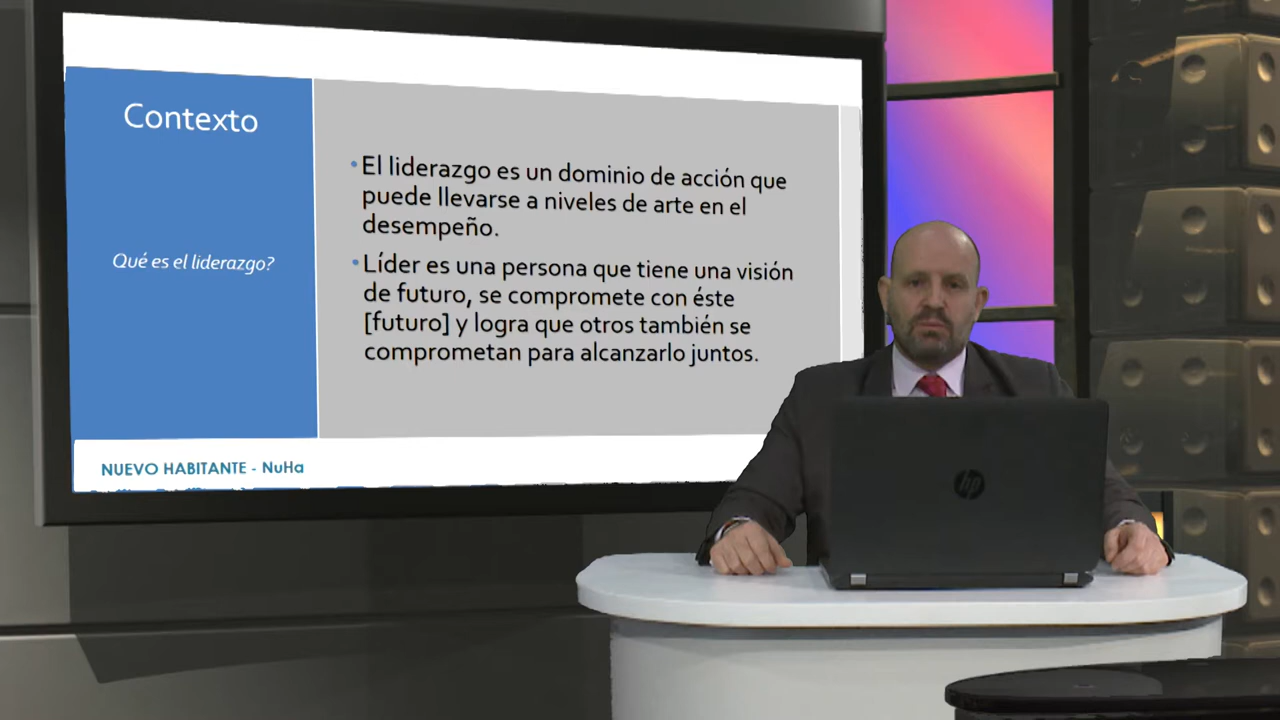 Contexto
Qué es el liderazgo?
•El liderazgo es un dominio de acción que
puede llevarse a niveles de arte en el
desempeño.
•Líder es una persona que tiene una visión
de futuro, se compromete con éste
[futuro] y logra que otros también se
comprometan para alcanzarlo juntos.
NUEVO HABITANTE - NuHa
hp